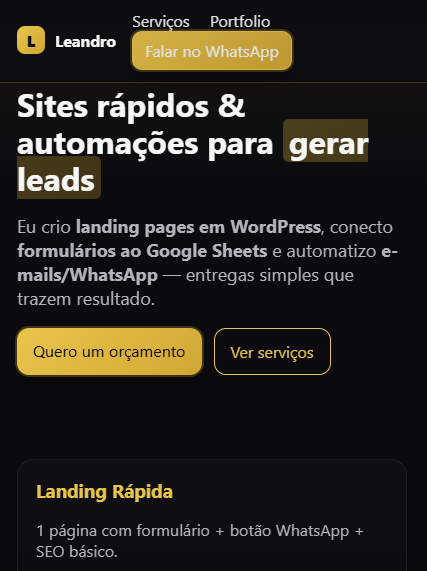 L
Leandro
Serviços
Portfolio
Falar no WhatsApp
Sites rápidos &
automações para gerar
leads
Eu crio landing pages em WordPress, conecto
formulários ao Google Sheets e automatizo e-
mails/WhatsApp — entregas simples que
trazem resultado.
Quero um orçamento
Ver serviços
Landing Rápida
1 página com formulário + botão WhatsApp +
SEO básico.